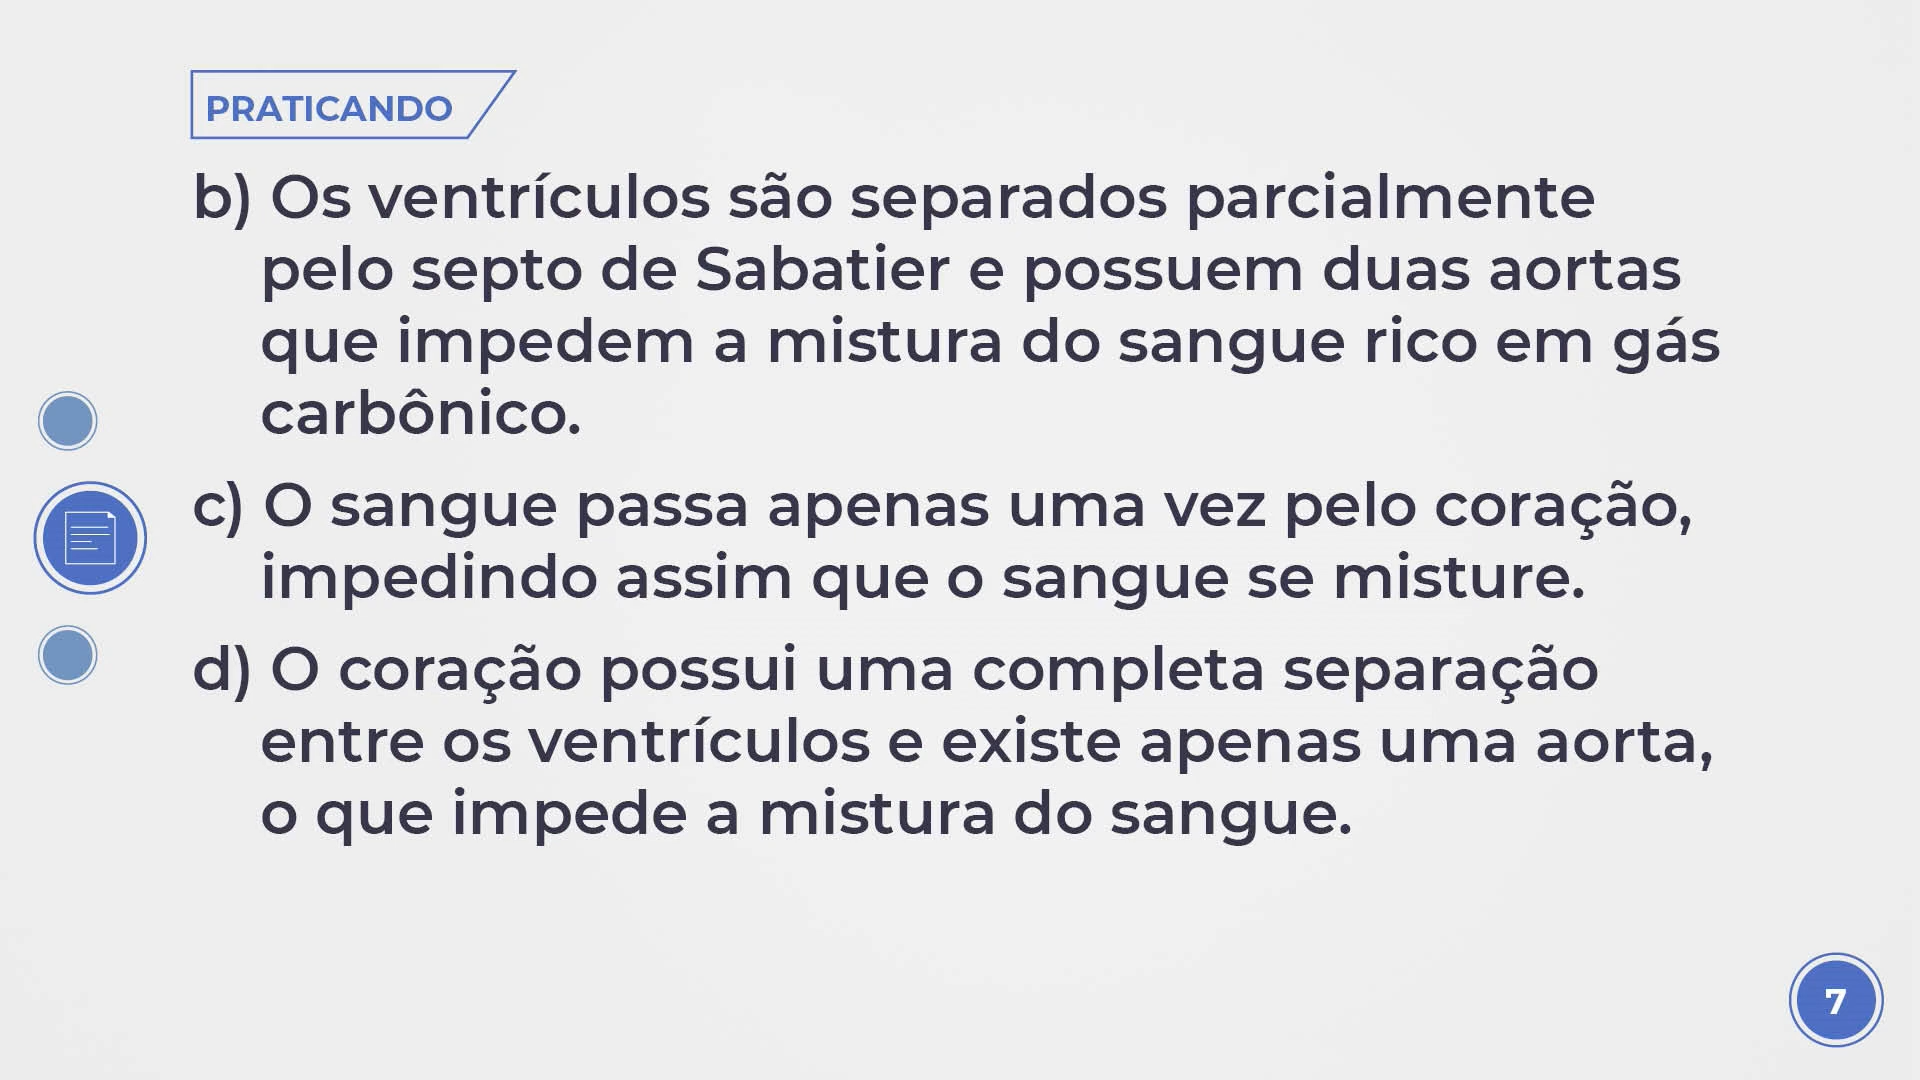 PRATICANDO
b) Os ventrículos são separados parcialmente
pelo septo de Sabatier e possuem duas aortas
que impedem a mistura do sangue rico em gás
carbônico.
c) O sangue passa apenas uma vez pelo coração,
impedindo assim que o sangue se misture.
d) O coração possui uma completa separação
entre os ventrículos e existe apenas uma aorta,
o que impede a mistura do sangue.
7